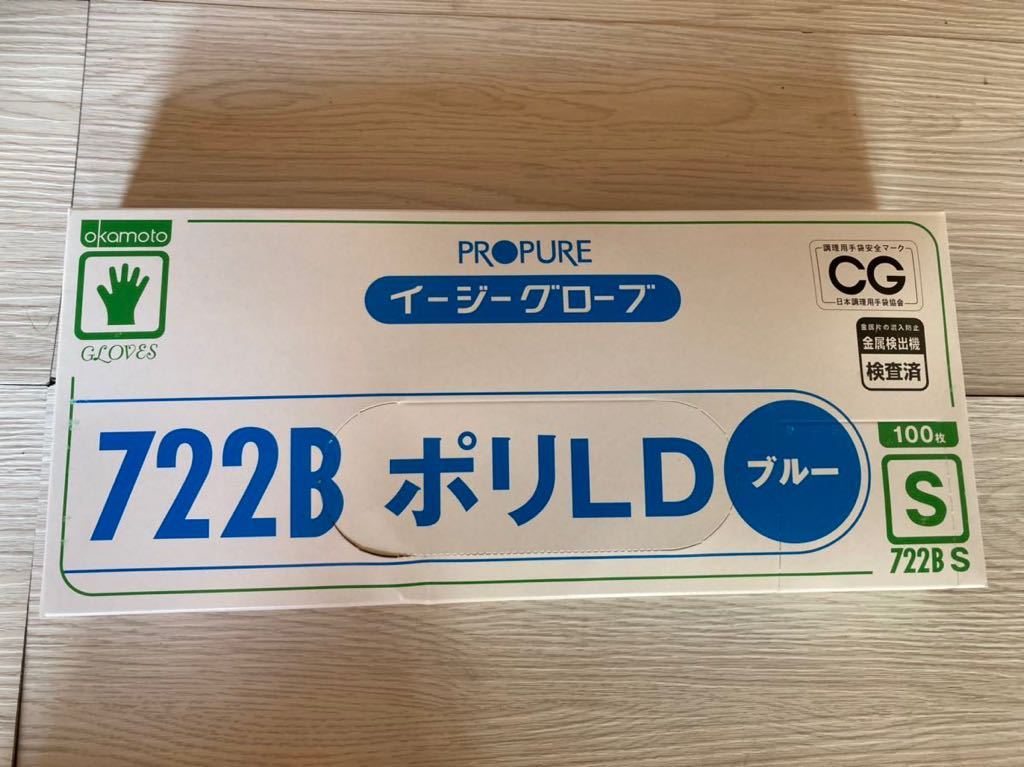 okamoto
GLOVES
PROPURE
イージーグローブ
調理用手袋安全マーク
CG
日本調理用手袋協会
金属片の混入防止
金属検出機
検査済
722B ポリLD ブルー
100枚
S
722B S